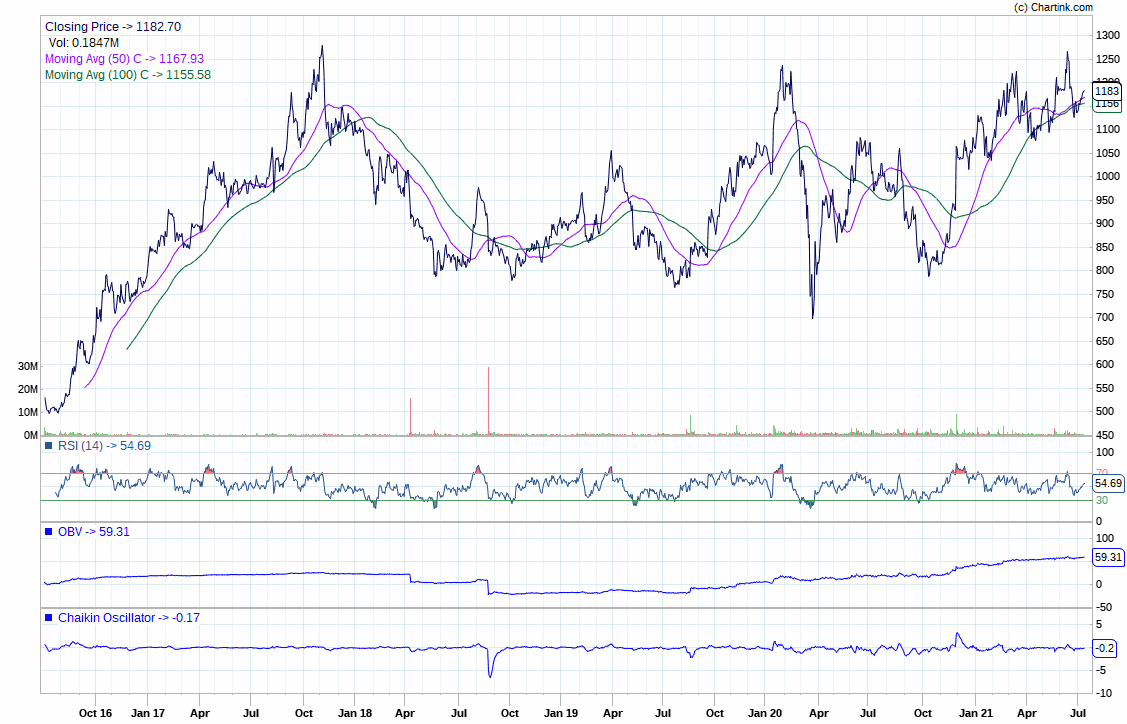 (c) Chartink.com
Closing Price -> 1182.70
Vol: 0.1847M
Moving Avg (50) C -> 1167.93
Moving Avg (100) C -> 1155.58
1300
1250
1200
1183
1156
1100
1050
1000
950
900
850
800
750
700
650
600
550
500
450
30M
20M
10M
0M
RSI (14) -> 54.69
100
70
54.69
30
0
OBV -> 59.31
100
59.31
0
-50
Chaikin Oscillator -> -0.17
5
-0.2
-5
-10
Oct 16 Jan 17 Apr Jul Oct Jan 18 Apr Jul Oct Jan 19 Apr Jul Oct Jan 20 Apr Jul Oct Jan 21 Apr Jul